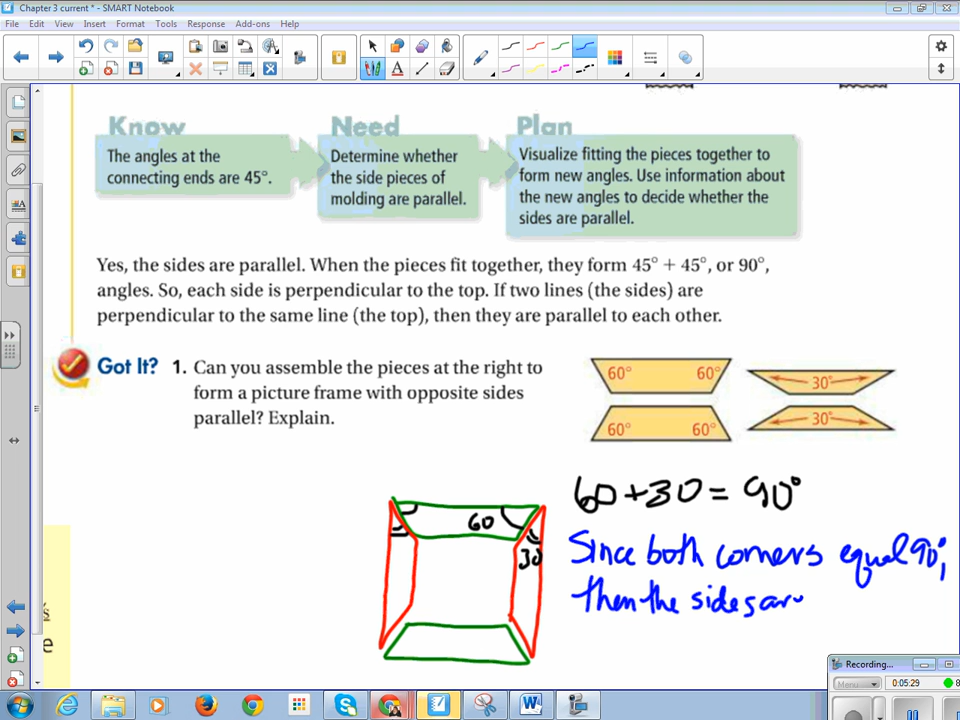 Chapter 3 current * - SMART Notebook
File Edit View Insert Format Tools Response Add-ons Help
Know
The angles at the
connecting ends are 45°.
Need
Determine whether
the side pieces of
molding are parallel.
Plan
Visualize fitting the pieces together to
form new angles. Use information about
the new angles to decide whether the
sides are parallel.
Yes, the sides are parallel. When the pieces fit together, they form 45° + 45°, or 90°,
angles. So, each side is perpendicular to the top. If two lines (the sides) are
perpendicular to the same line (the top), then they are parallel to each other.
Got It? 1. Can you assemble the pieces at the right to
form a picture frame with opposite sides
parallel? Explain.
60° 60°
30°
60° 60°
30°
60
30
60+30=90°
Since both corners equal 90°,
then the sides are
s
e
Recording...
Menu
0:05:29
8